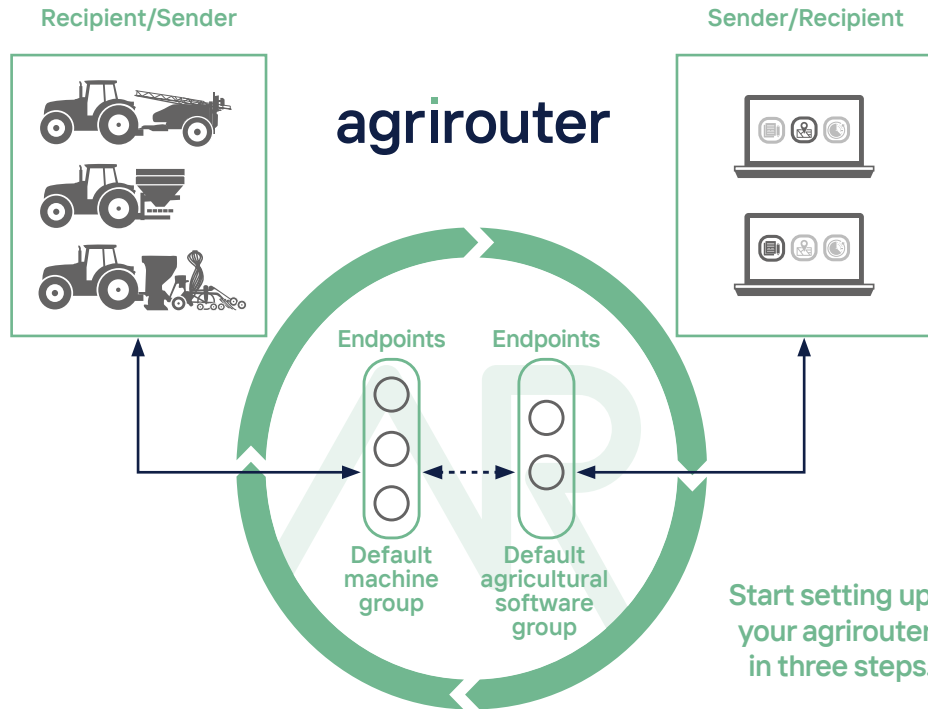 Recipient/Sender
Sender/Recipient
agrirouter
Endpoints
Endpoints
AR
Default
machine
group
Default
agricultural
software
group
Start setting up
your agrirouter
in three steps.